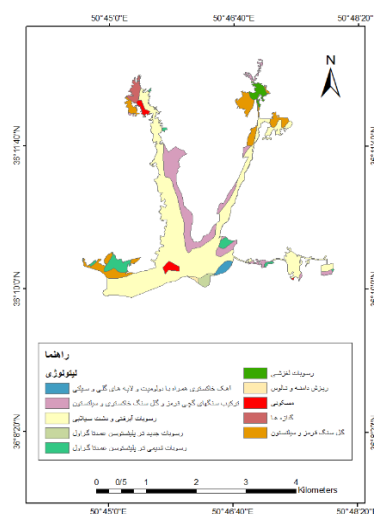 50°45'0"E 50°46'40"E 50°48'20"E
N
35°11'40"N
35°10'0"N
35°8'20"N
راهنما
لیتولوژی
آهک خاکستری همراه با دولومیت و لایه های گلی و سیلتی
ترکیب سنگهای گچی قرمز و گل سنگ خاکستری و سیلتستون
رسوبات آبرفتی و دشت سیلابی
رسوبات جدید تر پلیستوسن عمدتا گراول
رسوبات قدیمی تر پلیستوسن عمدتا گراول
رسوبات لغزشی
ریزش دامنه و تالوس
مسکونی
گدازه ها
گل سنگ قرمز و سیلتستون
0 0/5 1 2 3 4
Kilometers
50°45'0"E 50°46'40"E 50°48'20"E